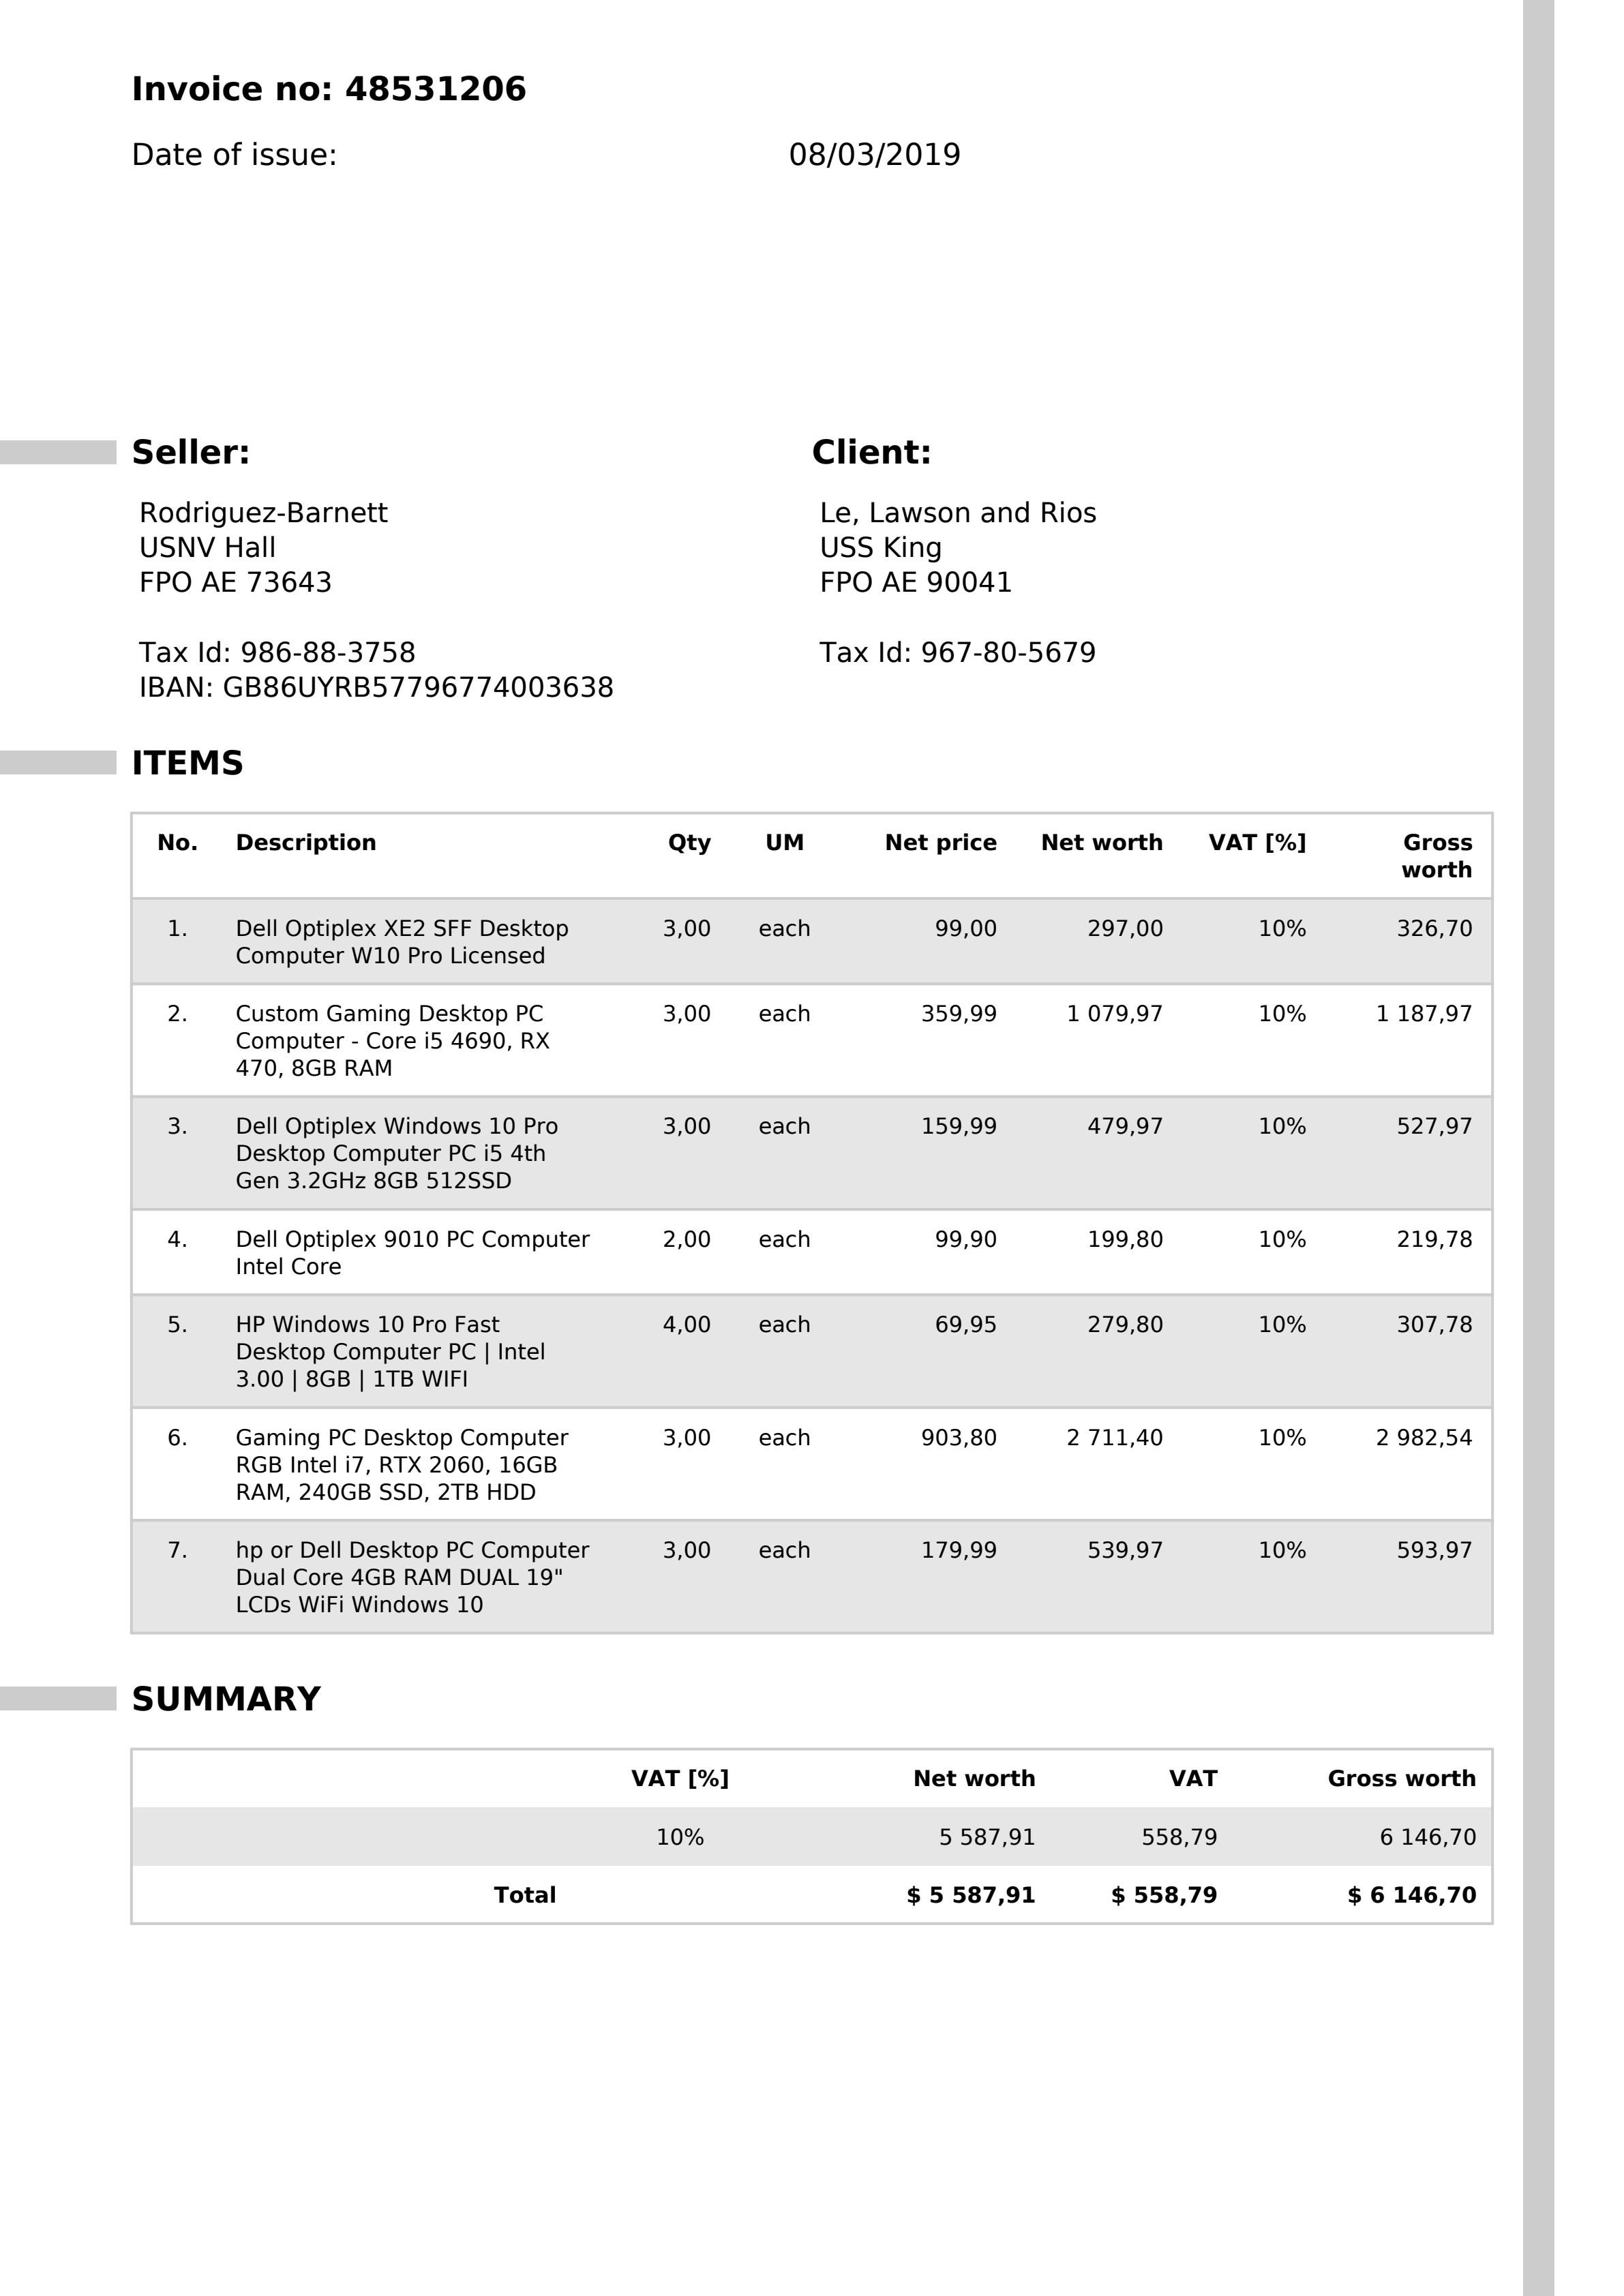 Invoice no: 48531206
Date of issue: 08/03/2019
Seller:
Rodriguez-Barnett
USNV Hall
FPO AE 73643
Tax Id: 986-88-3758
IBAN: GB86UYRB57796774003638
Client:
Le, Lawson and Rios
USS King
FPO AE 90041
Tax Id: 967-80-5679
ITEMS
No. Description Qty UM Net price Net worth VAT [%] Gross
worth
1. Dell Optiplex XE2 SFF Desktop 3,00 each 99,00 297,00 10% 326,70
Computer W10 Pro Licensed
2. Custom Gaming Desktop PC 3,00 each 359,99 1 079,97 10% 1 187,97
Computer - Core i5 4690, RX
470, 8GB RAM
3. Dell Optiplex Windows 10 Pro 3,00 each 159,99 479,97 10% 527,97
Desktop Computer PC i5 4th
Gen 3.2GHz 8GB 512SSD
4. Dell Optiplex 9010 PC Computer 2,00 each 99,90 199,80 10% 219,78
Intel Core
5. HP Windows 10 Pro Fast 4,00 each 69,95 279,80 10% 307,78
Desktop Computer PC | Intel
3.00 | 8GB | 1TB WIFI
6. Gaming PC Desktop Computer 3,00 each 903,80 2 711,40 10% 2 982,54
RGB Intel i7, RTX 2060, 16GB
RAM, 240GB SSD, 2TB HDD
7. hp or Dell Desktop PC Computer 3,00 each 179,99 539,97 10% 593,97
Dual Core 4GB RAM DUAL 19"
LCDs WiFi Windows 10
SUMMARY
VAT [%] Net worth VAT Gross worth
10% 5 587,91 558,79 6 146,70
Total $ 5 587,91 $ 558,79 $ 6 146,70